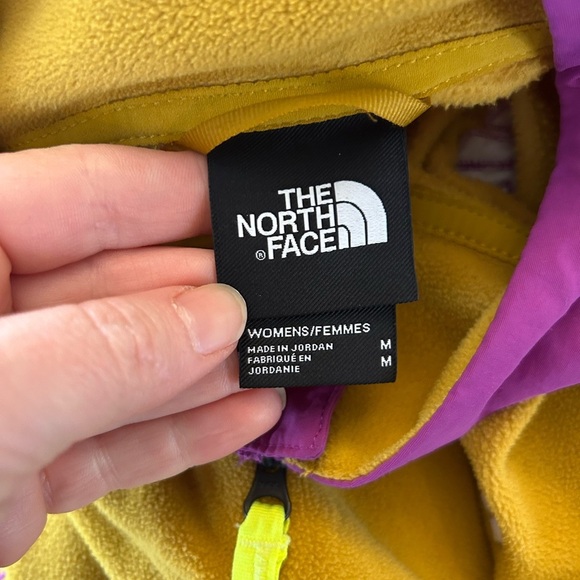 THE
NORTH
FACE
®
WOMENS/FEMMES
MADE IN JORDAN M
FABRIQUÉ EN M
JORDANIE